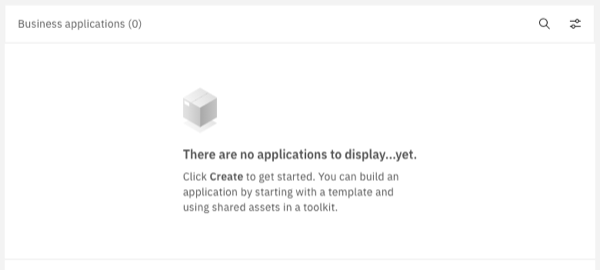 Business applications (0)
There are no applications to display...yet.
Click Create to get started. You can build an
application by starting with a template and
using shared assets in a toolkit.